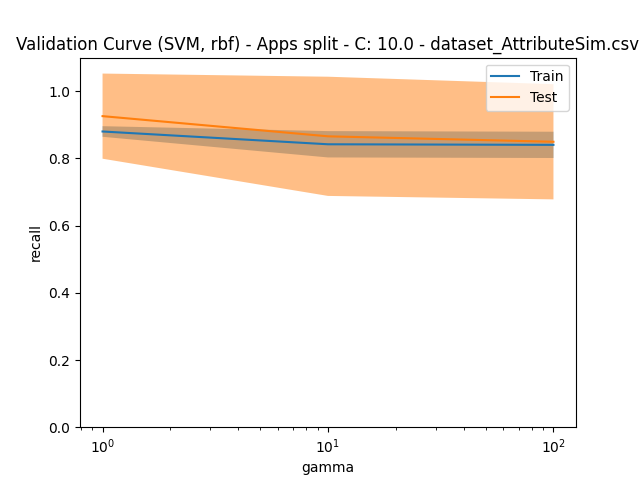 Validation Curve (SVM, rbf) - Apps split - C: 10.0 - dataset_AttributeSim.csv
Train
Test
recall
1.0
0.8
0.6
0.4
0.2
0.0
10⁰
10¹
10²
gamma